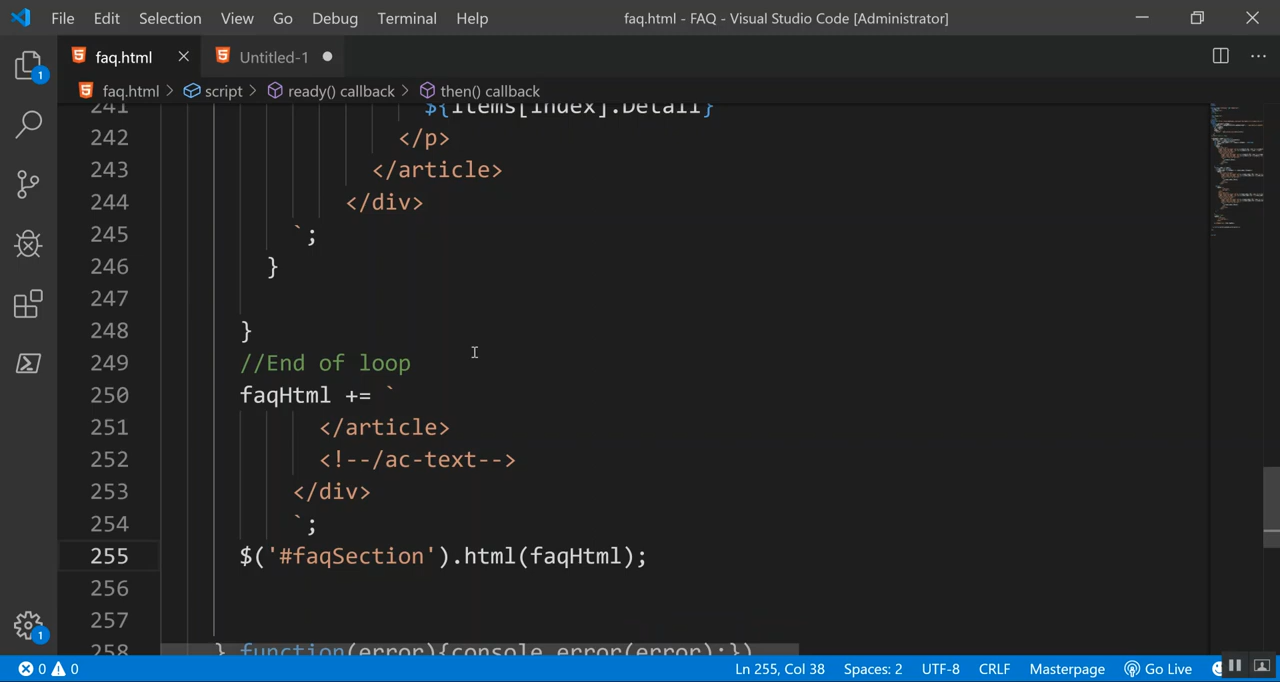 File Edit Selection View Go Debug Terminal Help faq.html - FAQ - Visual Studio Code [Administrator]
faq.html Untitled-1
faq.html > script > ready() callback > then() callback
241 ${items[index].Detail}
242 </p>
243 </article>
244 </div>
245 `;
246 }
247
248 }
249 //End of loop
250 faqHtml += `
251 </article>
252 <!--/ac-text-->
253 </div>
254 `;
255 $('#faqSection').html(faqHtml);
256
257
258 } function(error){console.error(error);})
1
1
0 0 Ln 255, Col 38 Spaces: 2 UTF-8 CRLF Masterpage Go Live